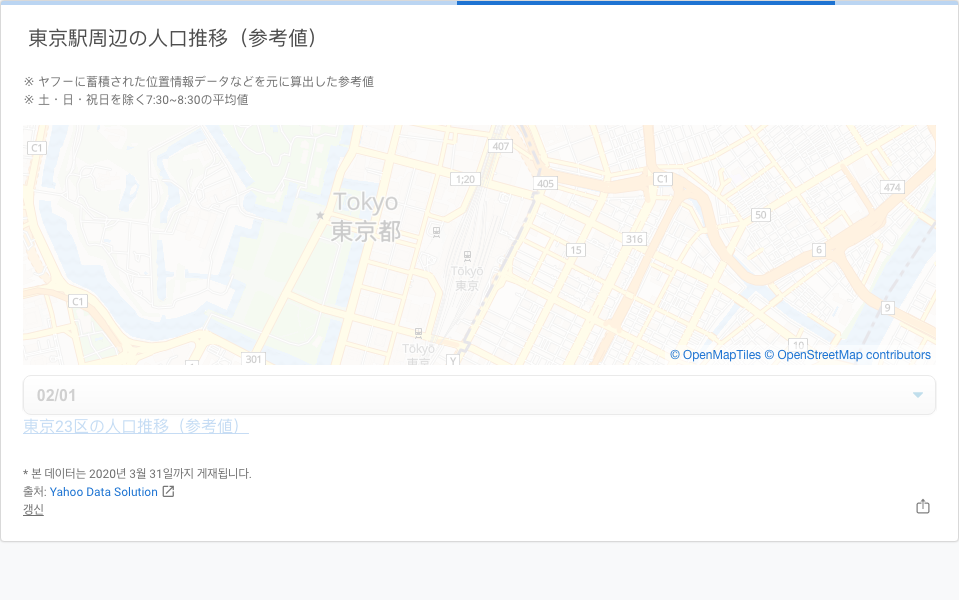 東京駅周辺の人口推移（参考値）
※ ヤフーに蓄積された位置情報データなどを元に算出した参考値
※ 土・日・祝日を除く7:30~8:30の平均値
C1
407
1;20
405
C1
474
Tokyo
東京都
50
316
15
6
Tōkyō
東京
C1
9
Tōkyō
東京
301
1
Y
10
© OpenMapTiles © OpenStreetMap contributors
02/01
東京23区の人口推移（参考値）
* 본 데이터는 2020년 3월 31일까지 게재됩니다.
출처: Yahoo Data Solution
갱신